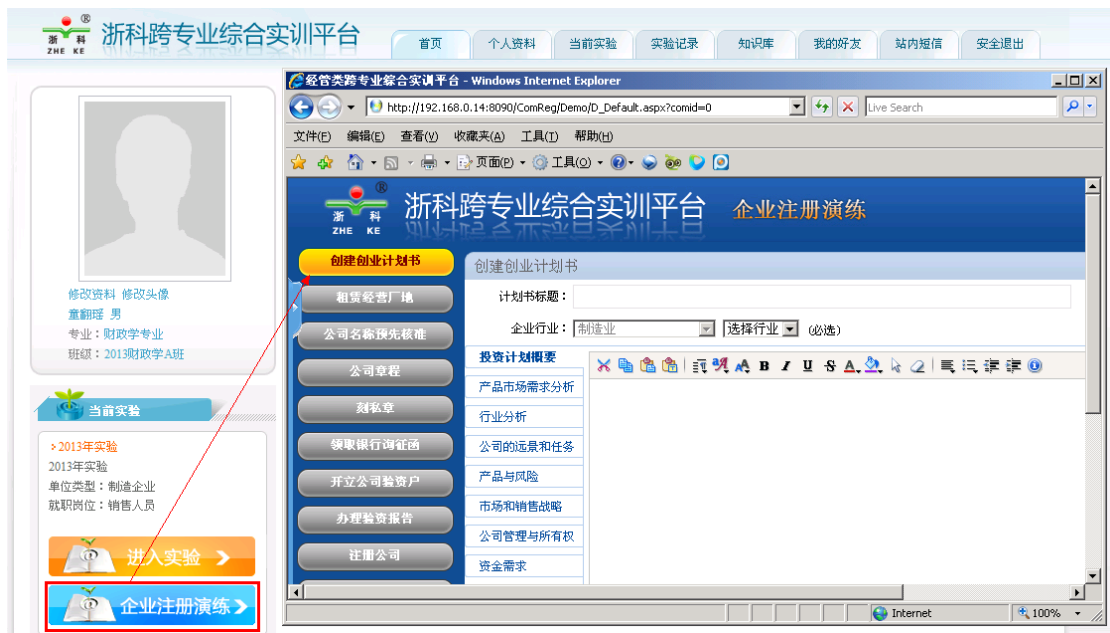 浙 科
ZHE KE
®
浙科跨专业综合实训平台
首页
个人资料
当前实验
实验记录
知识库
我的好友
站内短信
安全退出
修改资料 修改头像
童翩瑶 男
专业：财政学专业
班级：2013财政学A班
当前实验
>2013年实验
2013年实验
单位类型：制造企业
就职岗位：销售人员
进入实验
企业注册演练
经管类跨专业综合实训平台 - Windows Internet Explorer
http://192.168.0.14:8090/ComReg/Demo/D_Default.aspx?comid=0
Live Search
文件(F) 编辑(E) 查看(V) 收藏夹(A) 工具(T) 帮助(H)
页面(P) 工具(O)
浙 科
ZHE KE
®
浙科跨专业综合实训平台
企业注册演练
创建创业计划书
租赁经营厂地
公司名称预先核准
公司章程
刻私章
领取银行询征函
开立公司验资户
办理验资报告
注册公司
创建创业计划书
计划书标题：
企业行业： 制造业 选择行业 (必选)
投资计划概要
产品市场需求分析
行业分析
公司的远景和任务
产品与风险
市场和销售战略
公司管理与所有权
资金需求
B I U S A
Internet
100%